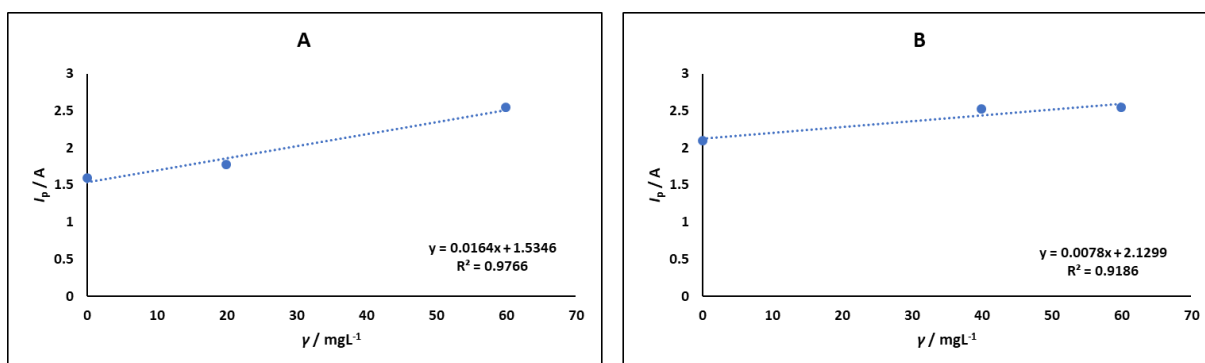 A
3
2.5
2
1.5
1
0.5
0
Iₚ / A
0 10 20 30 40 50 60 70
γ / mgL⁻¹
y = 0.0164x + 1.5346
R² = 0.9766
B
3
2.5
2
1.5
1
0.5
0
Iₚ / A
0 10 20 30 40 50 60 70
γ / mgL⁻¹
y = 0.0078x + 2.1299
R² = 0.9186